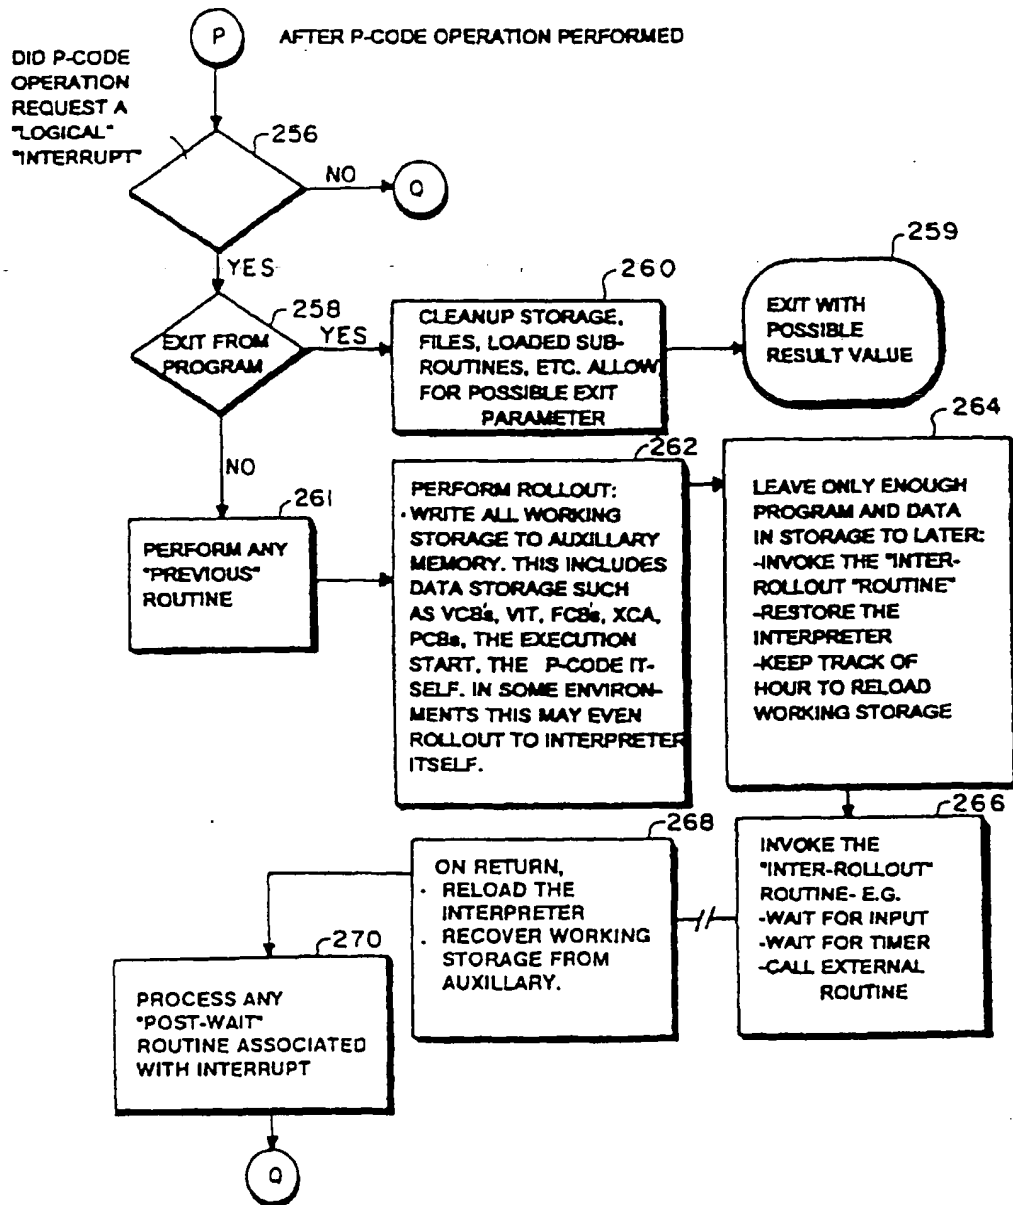 P
AFTER P-CODE OPERATION PERFORMED
DID P-CODE
OPERATION
REQUEST A
"LOGICAL"
"INTERRUPT"
256
NO
Q
YES
258
EXIT FROM
PROGRAM
YES
260
CLEANUP STORAGE,
FILES, LOADED SUB-
ROUTINES, ETC. ALLOW
FOR POSSIBLE EXIT
PARAMETER
259
EXIT WITH
POSSIBLE
RESULT VALUE
NO
261
PERFORM ANY
"PREVIOUS"
ROUTINE
262
PERFORM ROLLOUT:
· WRITE ALL WORKING
STORAGE TO AUXILLARY
MEMORY. THIS INCLUDES
DATA STORAGE SUCH
AS VCB's, VIT, FCB's, XCA,
PCBs, THE EXECUTION
START. THE P-CODE IT-
SELF. IN SOME ENVIRON-
MENTS THIS MAY EVEN
ROLLOUT TO INTERPRETER
ITSELF.
264
LEAVE ONLY ENOUGH
PROGRAM AND DATA
IN STORAGE TO LATER:
-INVOKE THE "INTER-
ROLLOUT "ROUTINE"
-RESTORE THE
INTERPRETER
-KEEP TRACK OF
HOUR TO RELOAD
WORKING STORAGE
266
INVOKE THE
"INTER-ROLLOUT"
ROUTINE- E.G.
-WAIT FOR INPUT
-WAIT FOR TIMER
-CALL EXTERNAL
ROUTINE
268
ON RETURN,
· RELOAD THE
INTERPRETER
· RECOVER WORKING
STORAGE FROM
AUXILLARY.
270
PROCESS ANY
"POST-WAIT"
ROUTINE ASSOCIATED
WITH INTERRUPT
Q